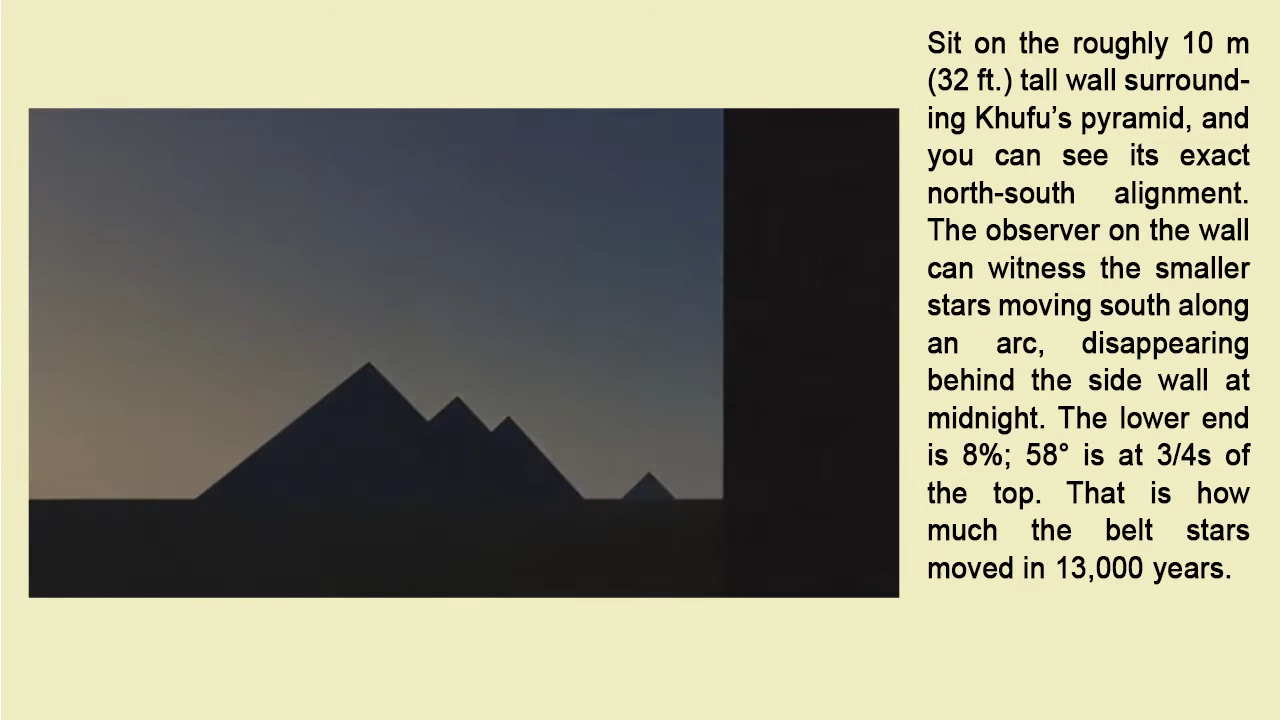 Sit on the roughly 10 m
(32 ft.) tall wall surround-
ing Khufu's pyramid, and
you can see its exact
north-south alignment.
The observer on the wall
can witness the smaller
stars moving south along
an arc, disappearing
behind the side wall at
midnight. The lower end
is 8%; 58° is at 3/4s of
the top. That is how
much the belt stars
moved in 13,000 years.